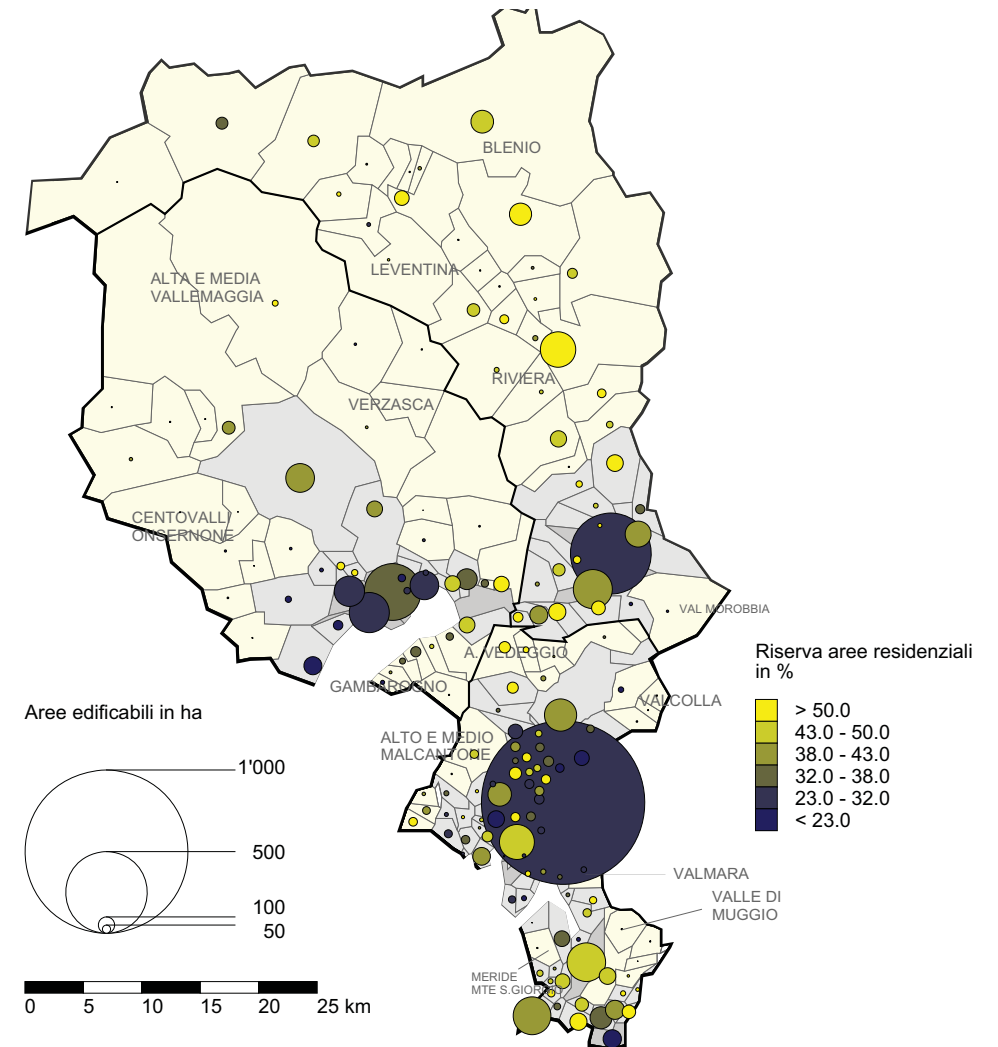 BLENIO
LEVENTINA
ALTA E MEDIA
VALLEMAGGIA
RIVIERA
VERZASCA
CENTOVALLI
ONSERNONE
VAL MOROBBIA
A. VEDEGGIO
GAMBAROGNO
VALCOLLA
ALTO E MEDIO
MALCANTONE
VALMARA
VALLE DI
MUGGIO
MERIDE
MTE S.GIORGIO
Riserva aree residenziali
in %
> 50.0
43.0 - 50.0
38.0 - 43.0
32.0 - 38.0
23.0 - 32.0
< 23.0
Aree edificabili in ha
1'000
500
100
50
0 5 10 15 20 25 km